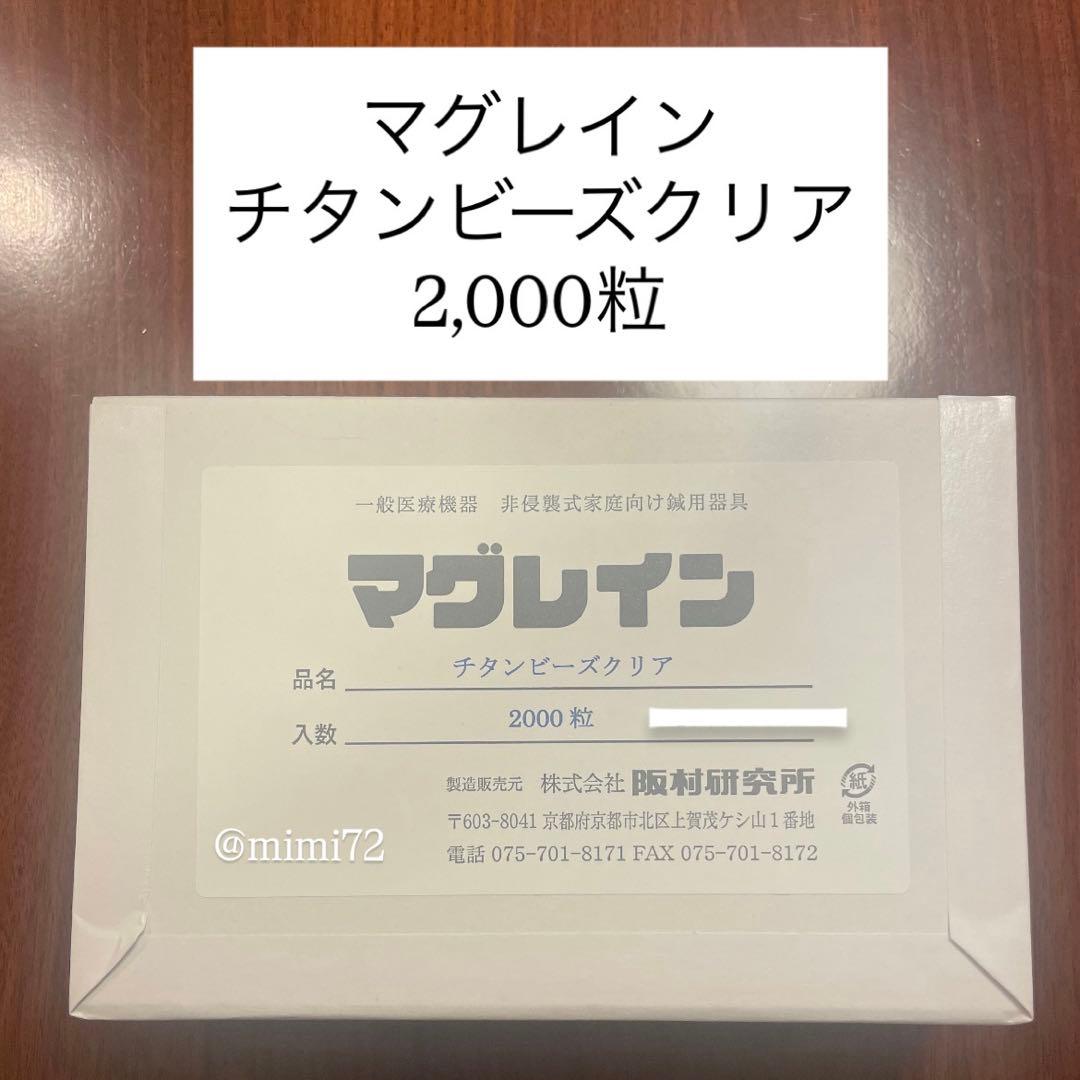 マグレイン
チタンビーズクリア
2,000粒
一般医療機器 非侵襲式家庭向け鍼用器具
マグレイン
品名 チタンビーズクリア
入数 2000 粒
製造販売元 株式会社 阪村研究所
〒603-8041 京都府京都市北区上賀茂ケシ山1番地
電話 075-701-8171 FAX 075-701-8172
紙
外箱
個包装
@mimi72